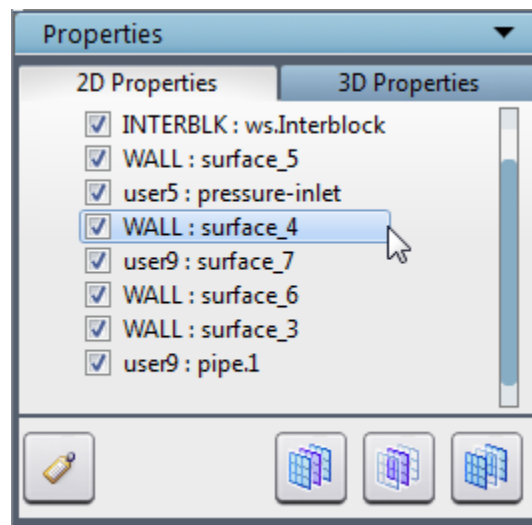 Properties
2D Properties 3D Properties
INTERBLK : ws.Interblock
WALL : surface_5
user5 : pressure-inlet
WALL : surface_4
user9 : surface_7
WALL : surface_6
WALL : surface_3
user9 : pipe.1